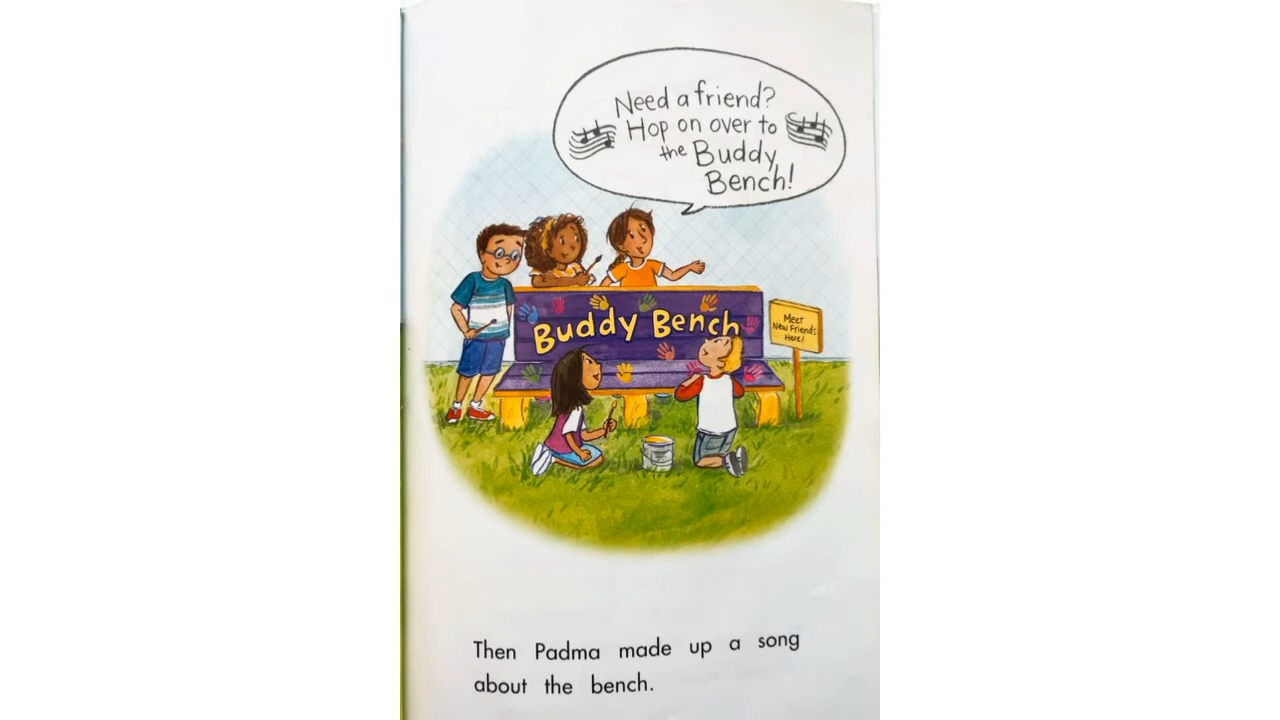 Need a friend?
Hop on over to
the Buddy
Bench!
Buddy Bench
Meet
New Friends
Here!
Then Padma made up a song
about the bench.